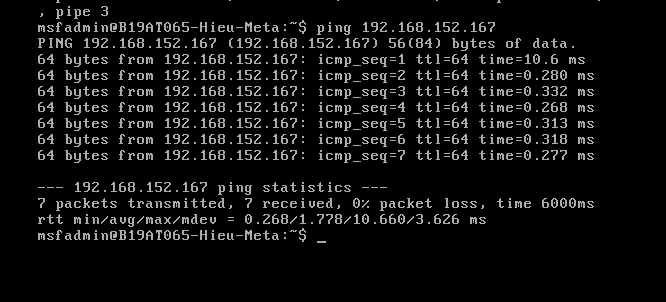 , pipe 3
msfadmin@B19AT065-Hieu-Meta:~$ ping 192.168.152.167
PING 192.168.152.167 (192.168.152.167) 56(84) bytes of data.
64 bytes from 192.168.152.167: icmp_seq=1 ttl=64 time=10.6 ms
64 bytes from 192.168.152.167: icmp_seq=2 ttl=64 time=0.280 ms
64 bytes from 192.168.152.167: icmp_seq=3 ttl=64 time=0.332 ms
64 bytes from 192.168.152.167: icmp_seq=4 ttl=64 time=0.268 ms
64 bytes from 192.168.152.167: icmp_seq=5 ttl=64 time=0.313 ms
64 bytes from 192.168.152.167: icmp_seq=6 ttl=64 time=0.318 ms
64 bytes from 192.168.152.167: icmp_seq=7 ttl=64 time=0.277 ms
--- 192.168.152.167 ping statistics ---
7 packets transmitted, 7 received, 0% packet loss, time 6000ms
rtt min/avg/max/mdev = 0.268/1.778/10.660/3.626 ms
msfadmin@B19AT065-Hieu-Meta:~$ _